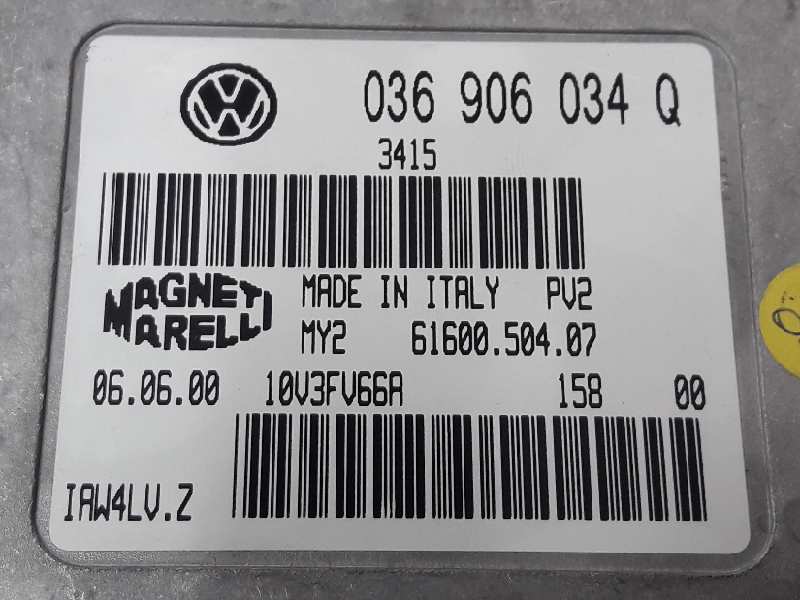 036 906 034 Q
3415
MAGNETI MARELLI
MADE IN ITALY PV2
MY2 61600.504.07
06.06.00 10V3FV66A 158 00
IAW4LV.Z